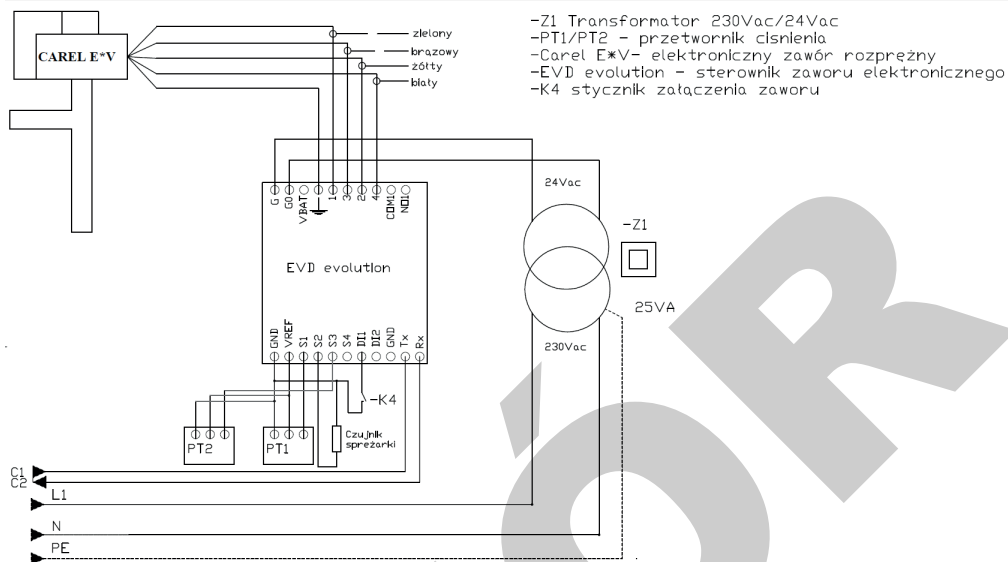 CAREL E*V
zielony
brązowy
żółty
biały
-Z1 Transformator 230Vac/24Vac
-PT1/PT2 - przetwornik cisnienia
-Carel E*V- elektroniczny zawór rozprężny
-EVD evolution - sterownik zaworu elektronicznego
-K4 stycznik załączenia zaworu
G
G0
VBAT
1
3
2
4
COM1
NO1
24Vac
-Z1
EVD evolution
25VA
230Vac
GND
VREF
S1
S2
S3
S4
DI1
DI2
GND
Tx
Rx
-K4
PT2
PT1
Czujnik
sprężarki
C1
C2
L1
N
PE
ÓR